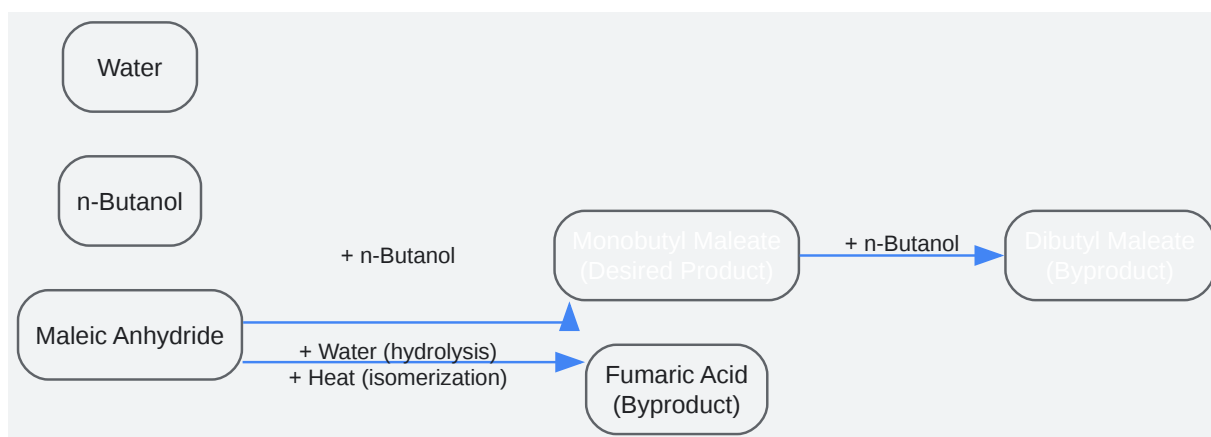 Water
n-Butanol
+ n-Butanol
Monobutyl Maleate
(Desired Product)
+ n-Butanol
Dibutyl Maleate
(Byproduct)
Maleic Anhydride
+ Water (hydrolysis)
+ Heat (isomerization)
Fumaric Acid
(Byproduct)